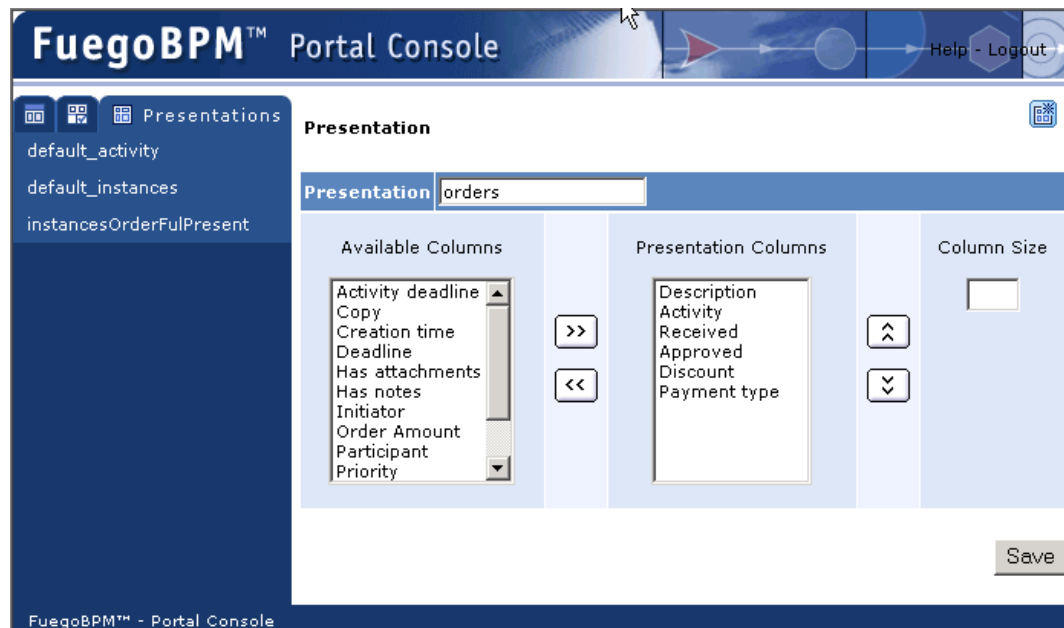 FuegoBPM™ Portal Console
Help - Logout
Presentations
default_activity
default_instances
instancesOrderFulPresent
Presentation
Presentation orders
Available Columns
Activity deadline
Copy
Creation time
Deadline
Has attachments
Has notes
Initiator
Order Amount
Participant
Priority
>>
<<
Presentation Columns
Description
Activity
Received
Approved
Discount
Payment type
Column Size
Save
FuegoBPM™ - Portal Console